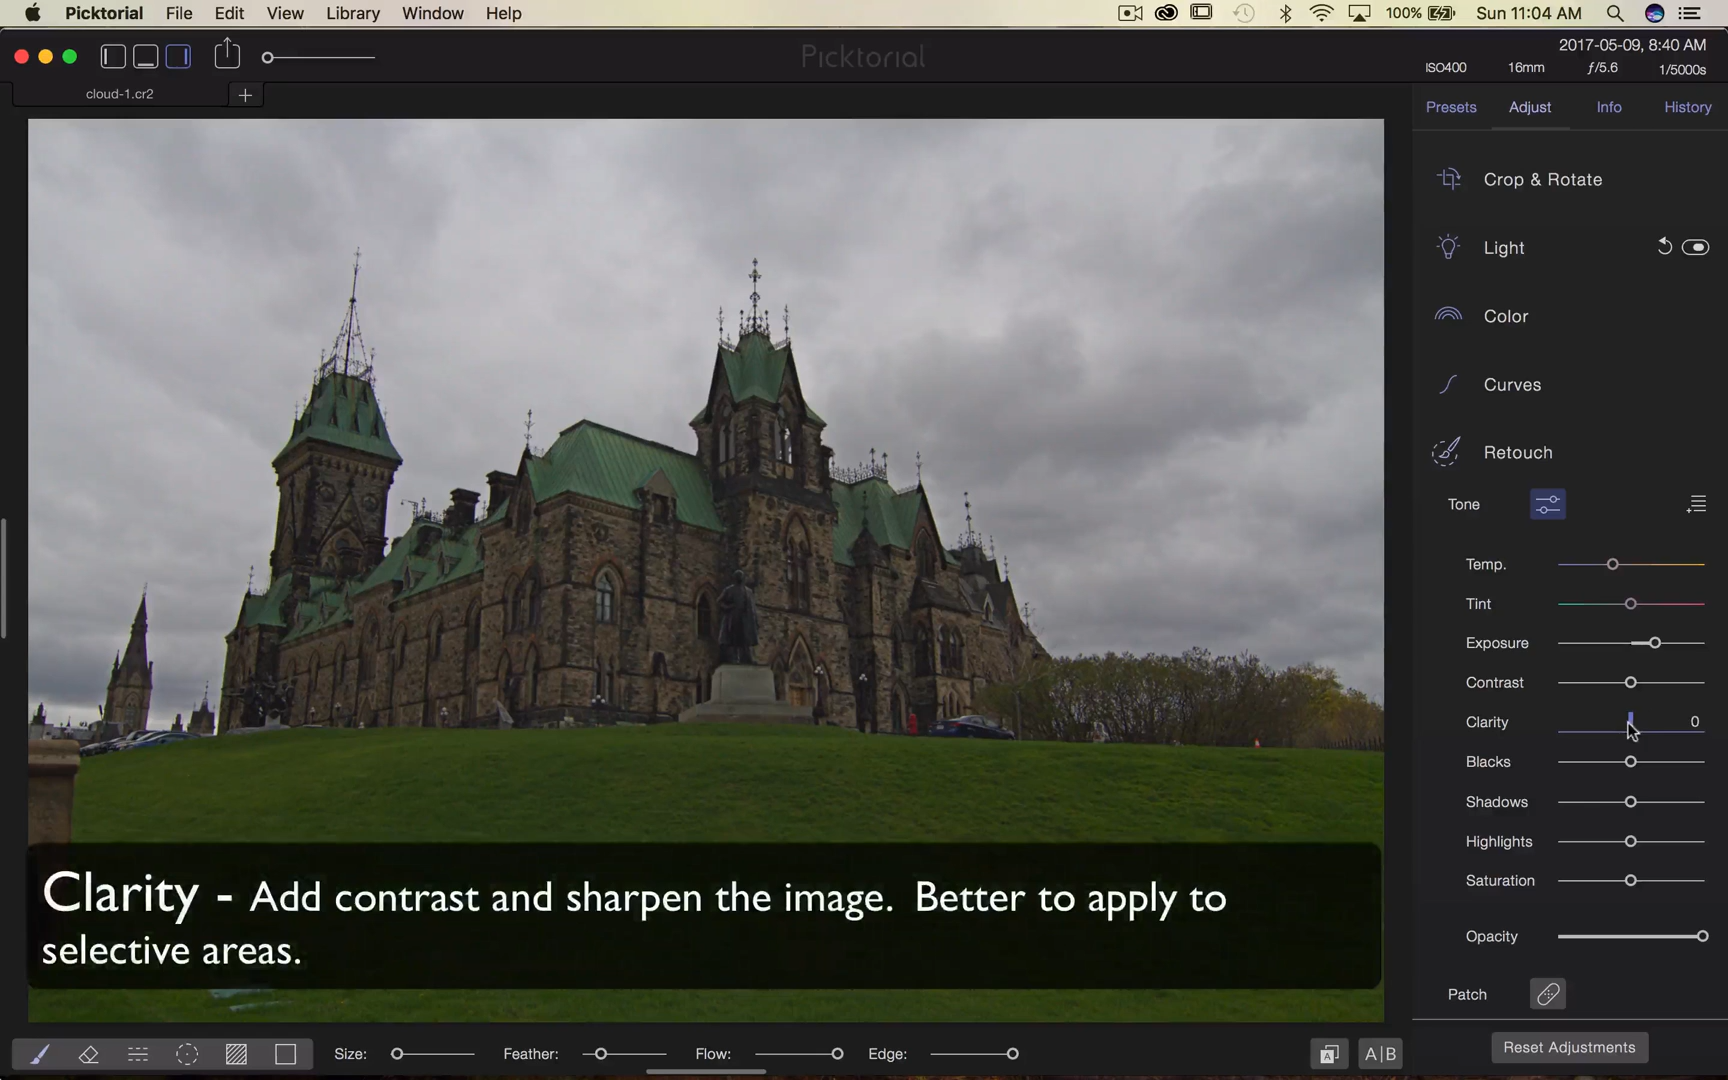 Picktorial File Edit View Library Window Help 100% Sun 11:04 AM
Picktorial
2017-05-09, 8:40 AM
ISO400 16mm ƒ/5.6 1/5000s
cloud-1.cr2 +
Presets Adjust Info History
Crop & Rotate
Light
Color
Curves
Retouch
Tone
Temp.
Tint
Exposure
Contrast
Clarity 0
Blacks
Shadows
Highlights
Saturation
Opacity
Patch
Clarity - Add contrast and sharpen the image. Better to apply to
selective areas.
Size: Feather: Flow: Edge: A A|B Reset Adjustments